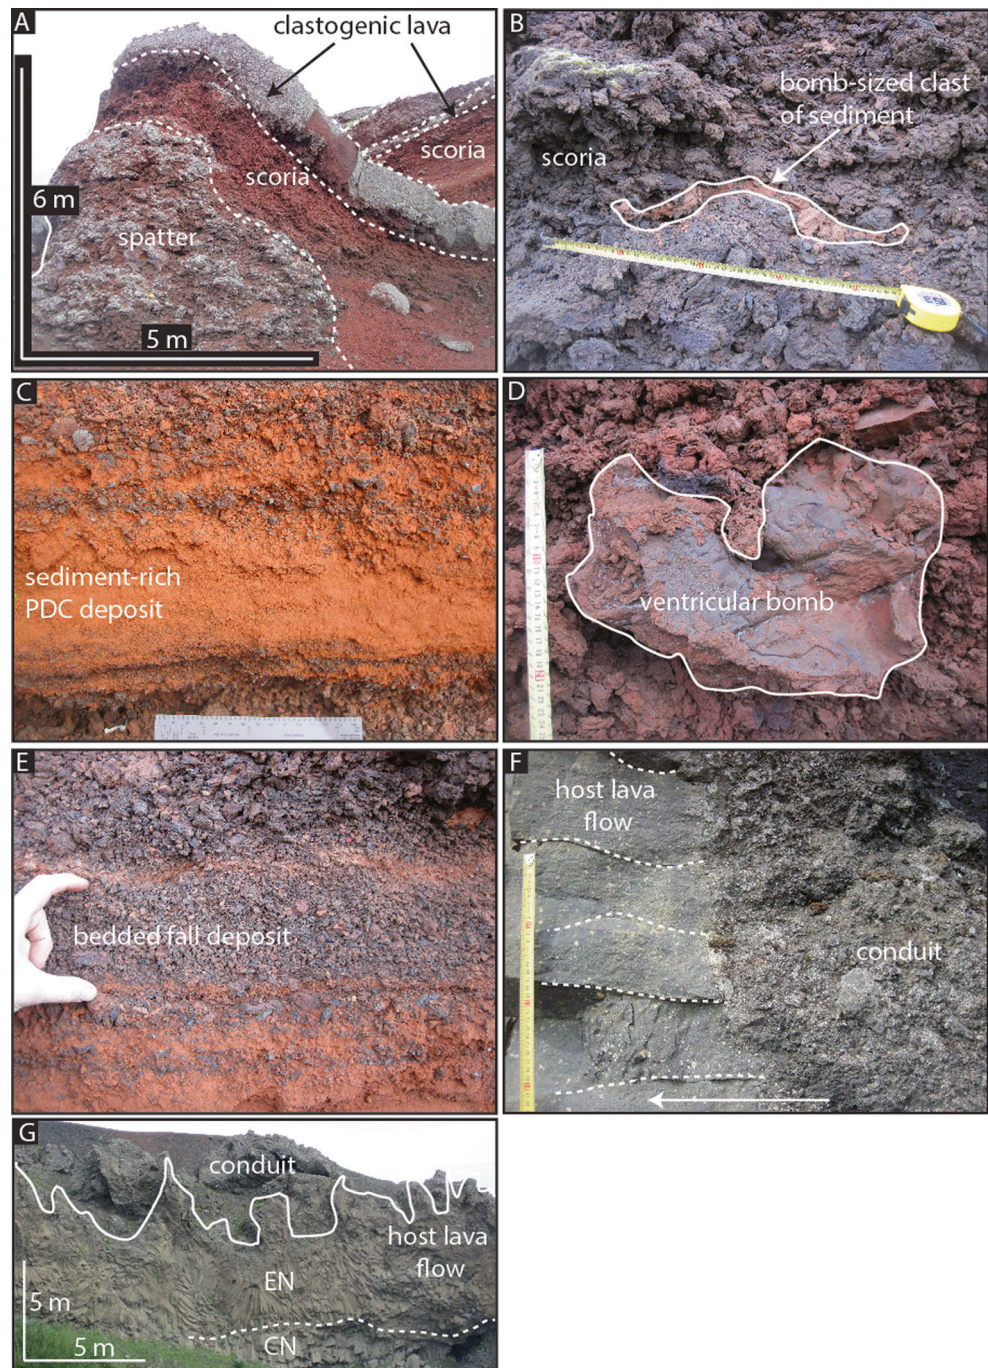 A
clastogenic lava
scoria
scoria
6 m
spatter
5 m
B
bomb-sized clast
of sediment
scoria
C
sediment-rich
PDC deposit
D
ventricular bomb
E
bedded fall deposit
F
host lava
flow
conduit
G
conduit
host lava
flow
EN
5 m
5 m
CN